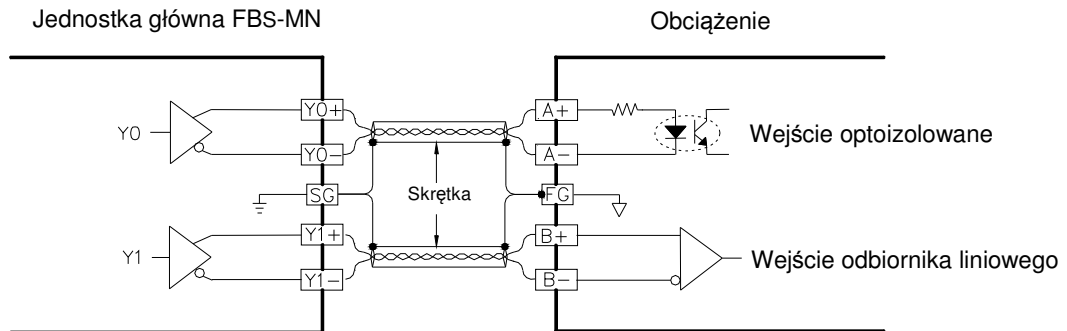 Jednostka główna FBS-MN
Obciążenie
Y0
Y0+
Y0-
A+
A-
Wejście optoizolowane
SG
Skrętka
FG
Y1
Y1+
Y1-
B+
B-
Wejście odbiornika liniowego